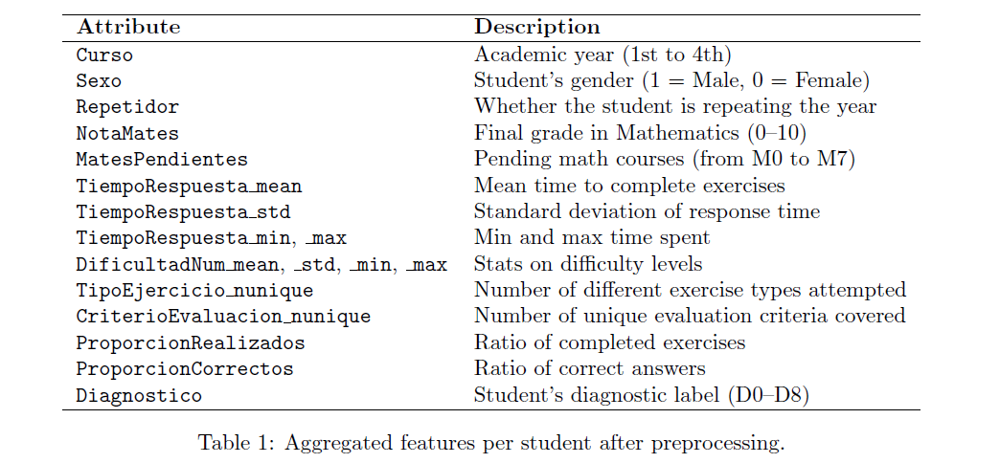 Attribute Description
Curso Academic year (1st to 4th)
Sexo Student's gender (1 = Male, 0 = Female)
Repetidor Whether the student is repeating the year
NotaMates Final grade in Mathematics (0–10)
MatesPendientes Pending math courses (from M0 to M7)
TiempoRespuesta_mean Mean time to complete exercises
TiempoRespuesta_std Standard deviation of response time
TiempoRespuesta_min, _max Min and max time spent
DificultadNum_mean, _std, _min, _max Stats on difficulty levels
TipoEjercicio_nunique Number of different exercise types attempted
CriterioEvaluacion_nunique Number of unique evaluation criteria covered
ProporcionRealizados Ratio of completed exercises
ProporcionCorrectos Ratio of correct answers
Diagnostico Student's diagnostic label (D0–D8)
Table 1: Aggregated features per student after preprocessing.